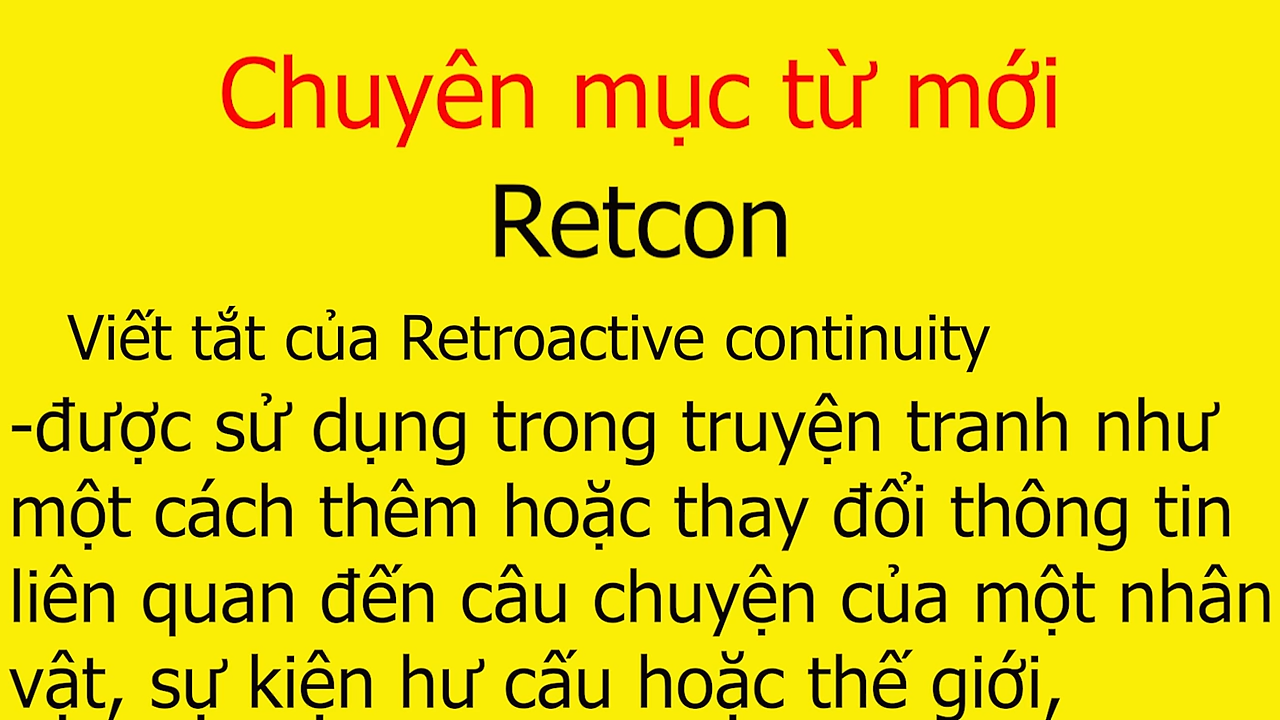 Chuyên mục từ mới
Retcon
Viết tắt của Retroactive continuity
-được sử dụng trong truyện tranh như
một cách thêm hoặc thay đổi thông tin
liên quan đến câu chuyện của một nhân
vật, sự kiện hư cấu hoặc thế giới,